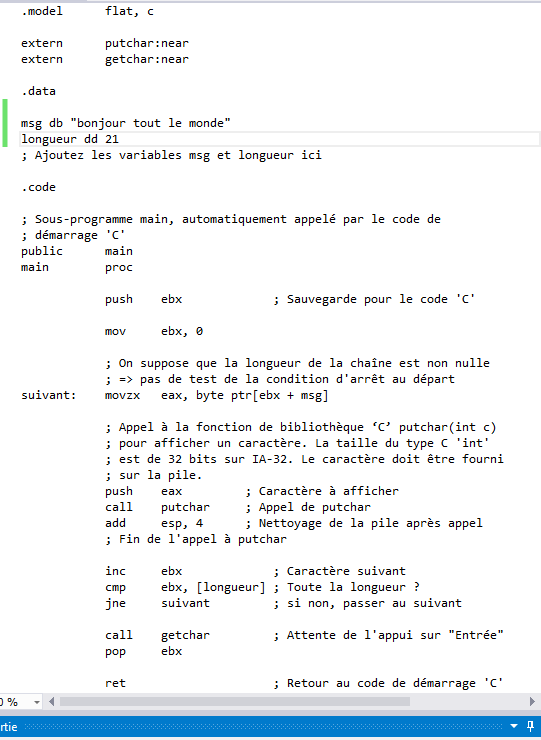 .model flat, c
extern putchar:near
extern getchar:near
.data
msg db "bonjour tout le monde"
longueur dd 21
; Ajoutez les variables msg et longueur ici
.code
; Sous-programme main, automatiquement appelé par le code de
; démarrage 'C'
public main
main proc
push ebx ; Sauvegarde pour le code 'C'
mov ebx, 0
; On suppose que la longueur de la chaîne est non nulle
; => pas de test de la condition d'arrêt au départ
suivant: movzx eax, byte ptr[ebx + msg]
; Appel à la fonction de bibliothèque ‘C’ putchar(int c)
; pour afficher un caractère. La taille du type C 'int'
; est de 32 bits sur IA-32. Le caractère doit être fourni
; sur la pile.
push eax ; Caractère à afficher
call putchar ; Appel de putchar
add esp, 4 ; Nettoyage de la pile après appel
; Fin de l'appel à putchar
inc ebx ; Caractère suivant
cmp ebx, [longueur] ; Toute la longueur ?
jne suivant ; si non, passer au suivant
call getchar ; Attente de l'appui sur "Entrée"
pop ebx
ret ; Retour au code de démarrage 'C'
0 %
rtie